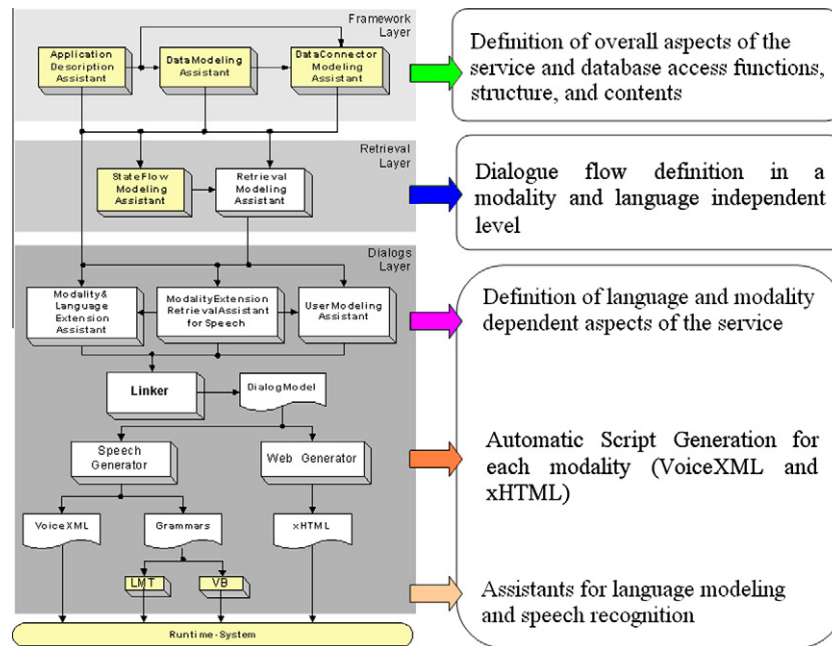 Framework
Layer
Application
Description
Assistant
DataModeling
Assistant
DataConnector
Modeling
Assistant
Definition of overall aspects of the
service and database access functions,
structure, and contents
Retrieval
Layer
StateFlow
Modeling
Assistant
Retrieval
Modeling
Assistant
Dialogue flow definition in a
modality and language independent
level
Dialogs
Layer
Modality&
Language
Extension
Assistant
ModalityExtension
RetrievalAssistant
for Speech
UserModeling
Assistant
Definition of language and modality
dependent aspects of the service
Linker
DialogModel
Speech
Generator
Web Generator
Automatic Script Generation for
each modality (VoiceXML and
xHTML)
VoiceXML
Grammars
xHTML
LMT
VB
Assistants for language modeling
and speech recognition
Runtime-System